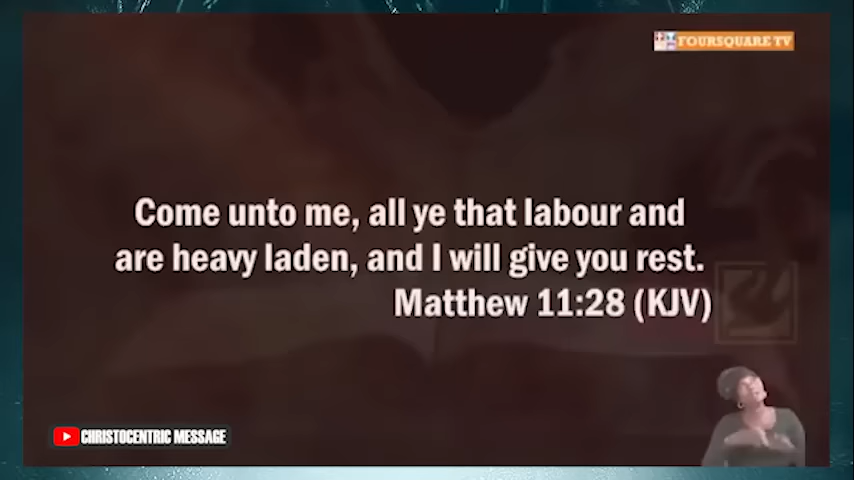 FOURSQUARE TV
Come unto me, all ye that labour and
are heavy laden, and I will give you rest.
Matthew 11:28 (KJV)
CHRISTOCENTRIC MESSAGE